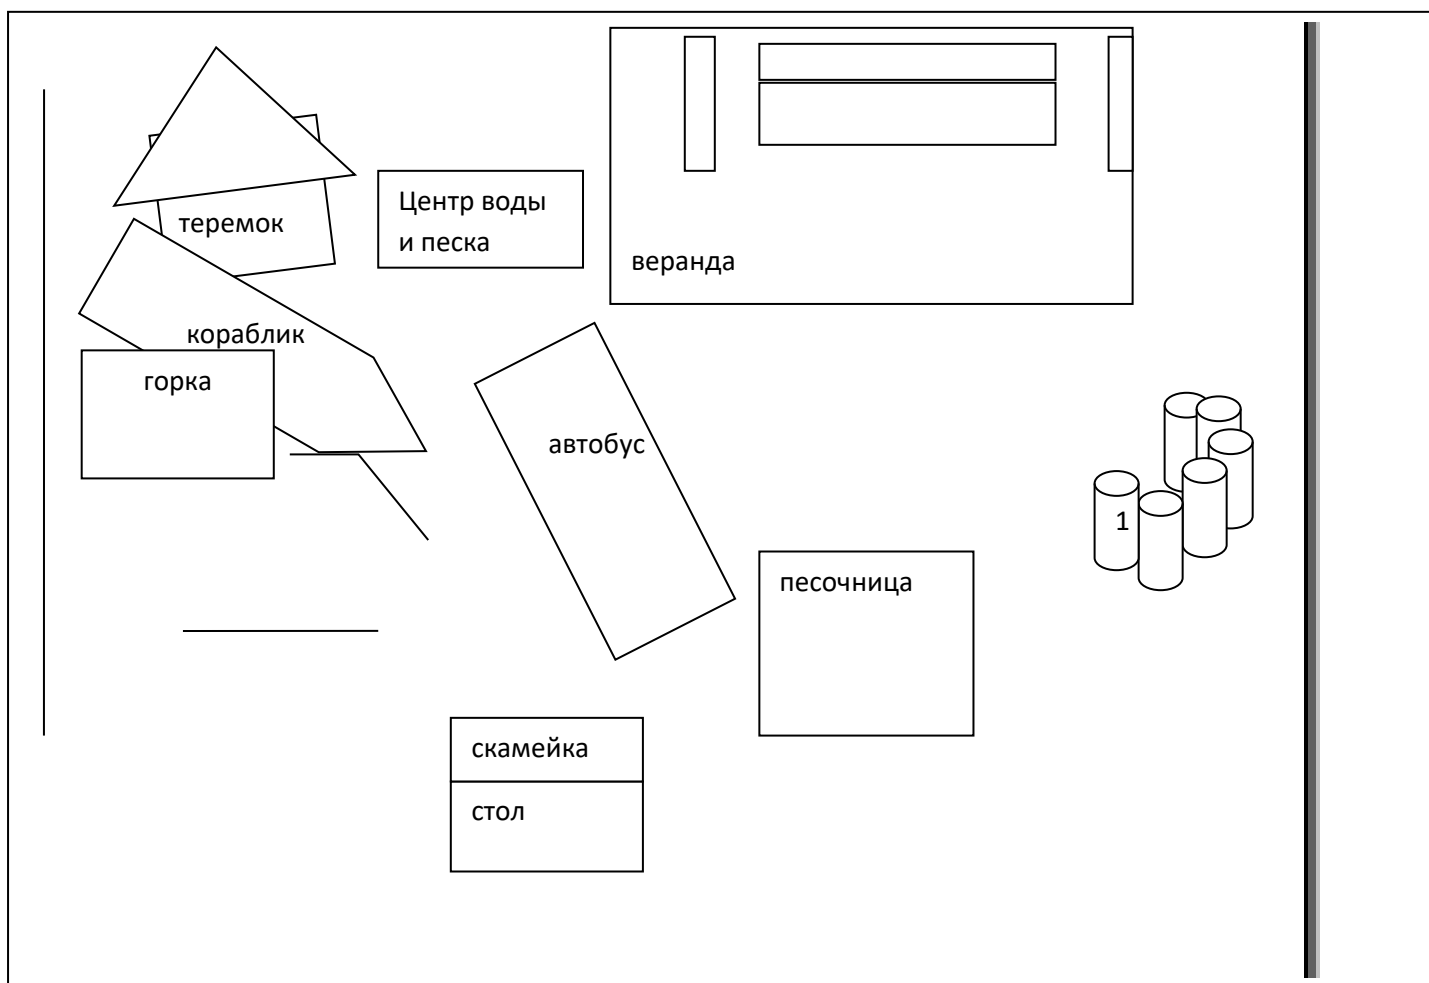 теремок
Центр воды
и песка
веранда
кораблик
горка
автобус
1
песочница
скамейка
стол